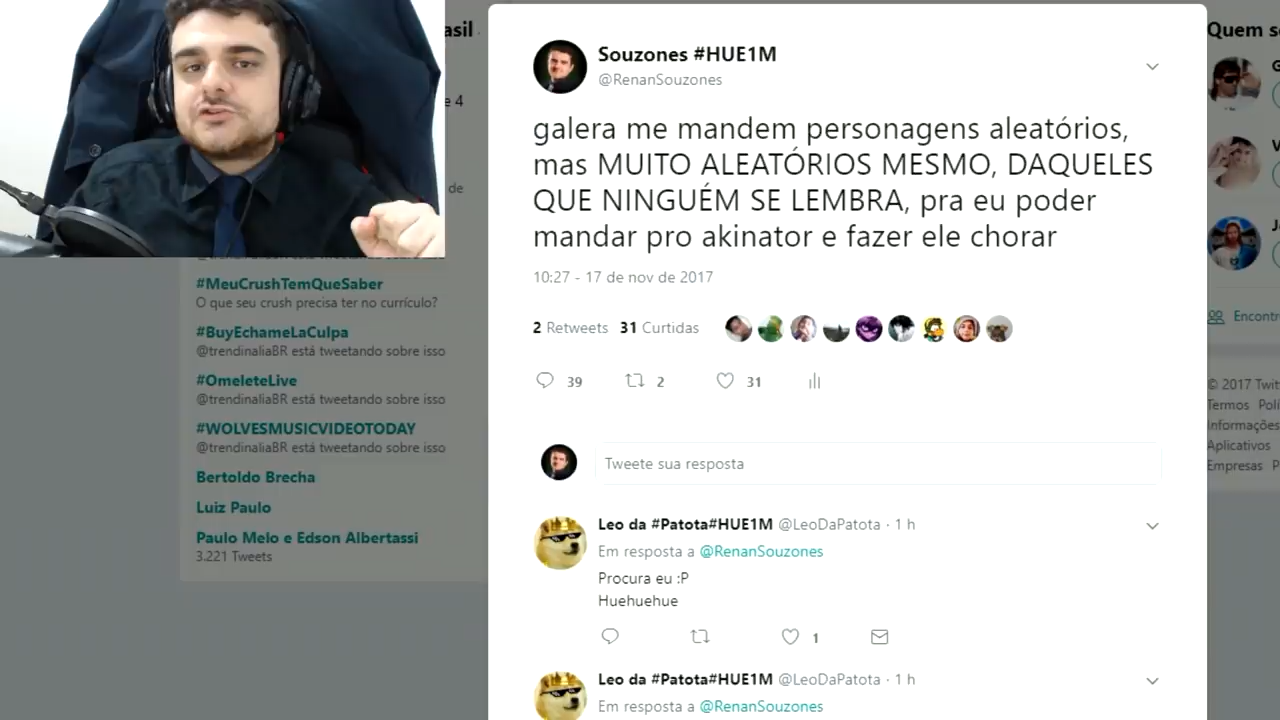 asil
e 4
de
#MeuCrushTemQueSaber
O que seu crush precisa ter no currículo?
#BuyEchameLaCulpa
@trendinaliaBR está tweetando sobre isso
#OmeleteLive
@trendinaliaBR está tweetando sobre isso
#WOLVESMUSICVIDEOTODAY
@trendinaliaBR está tweetando sobre isso
Bertoldo Brecha
Luiz Paulo
Paulo Melo e Edson Albertassi
3.221 Tweets
Souzones #HUE1M
@RenanSouzones
galera me mandem personagens aleatórios,
mas MUITO ALEATÓRIOS MESMO, DAQUELES
QUE NINGUÉM SE LEMBRA, pra eu poder
mandar pro akinator e fazer ele chorar
10:27 - 17 de nov de 2017
2 Retweets 31 Curtidas
39 2 31
Tweete sua resposta
Leo da #Patota#HUE1M @LeoDaPatota · 1 h
Em resposta a @RenanSouzones
Procura eu :P
Huehuehue
1
Leo da #Patota#HUE1M @LeoDaPatota · 1 h
Em resposta a @RenanSouzones
Quem s
Encontr
© 2017 Twit
Termos Polí
Informações
Aplicativos
Empresas P